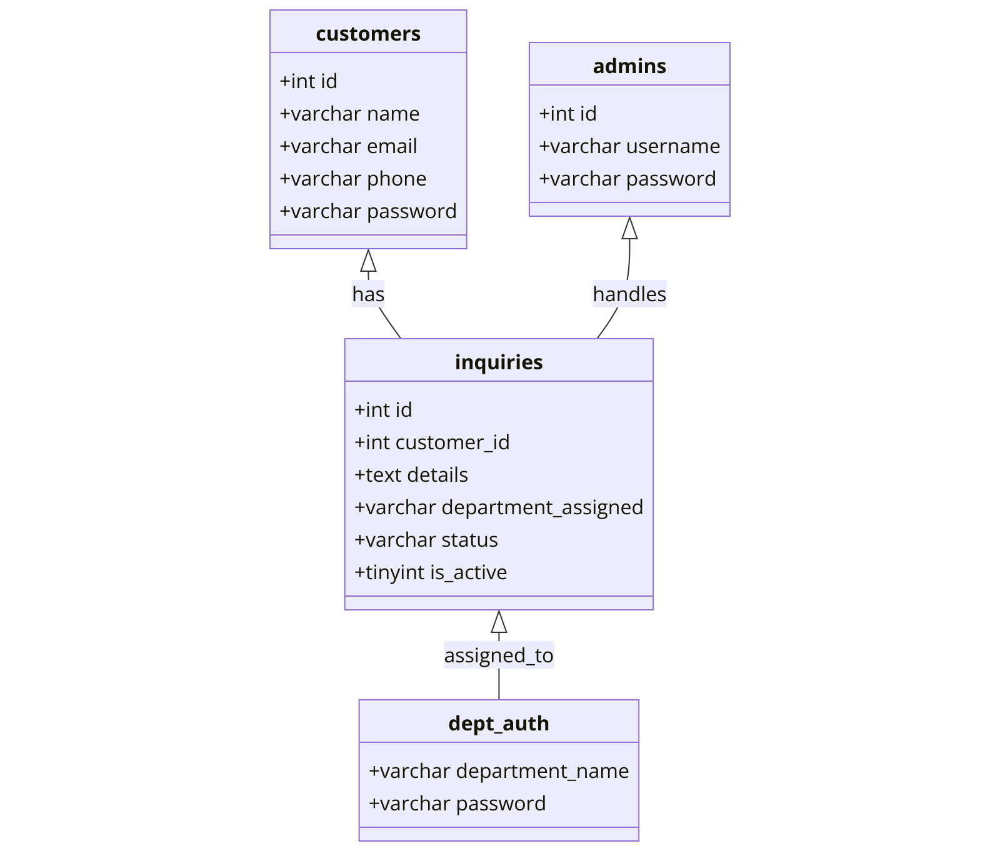 customers
+int id
+varchar name
+varchar email
+varchar phone
+varchar password
admins
+int id
+varchar username
+varchar password
has
handles
inquiries
+int id
+int customer_id
+text details
+varchar department_assigned
+varchar status
+tinyint is_active
assigned_to
dept_auth
+varchar department_name
+varchar password